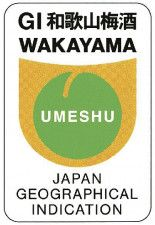 GI 和歌山梅酒
WAKAYAMA
UMESHU
JAPAN
GEOGRAPHICAL
INDICATION